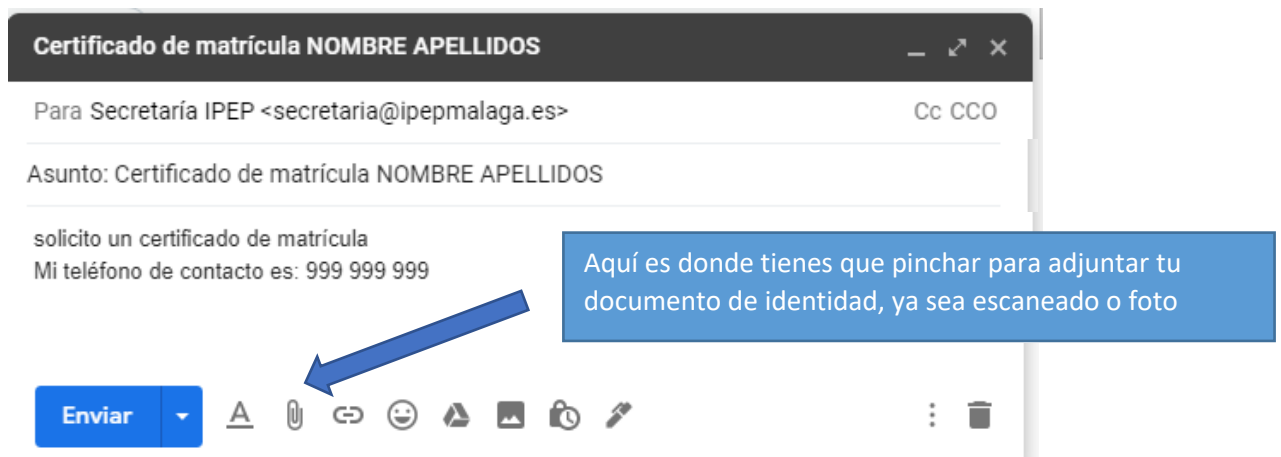 Certificado de matrícula NOMBRE APELLIDOS
Para Secretaría IPEP <secretaria@ipepmalaga.es> Cc CCO
Asunto: Certificado de matrícula NOMBRE APELLIDOS
solicito un certificado de matrícula
Mi teléfono de contacto es: 999 999 999
Aquí es donde tienes que pinchar para adjuntar tu
documento de identidad, ya sea escaneado o foto
Enviar